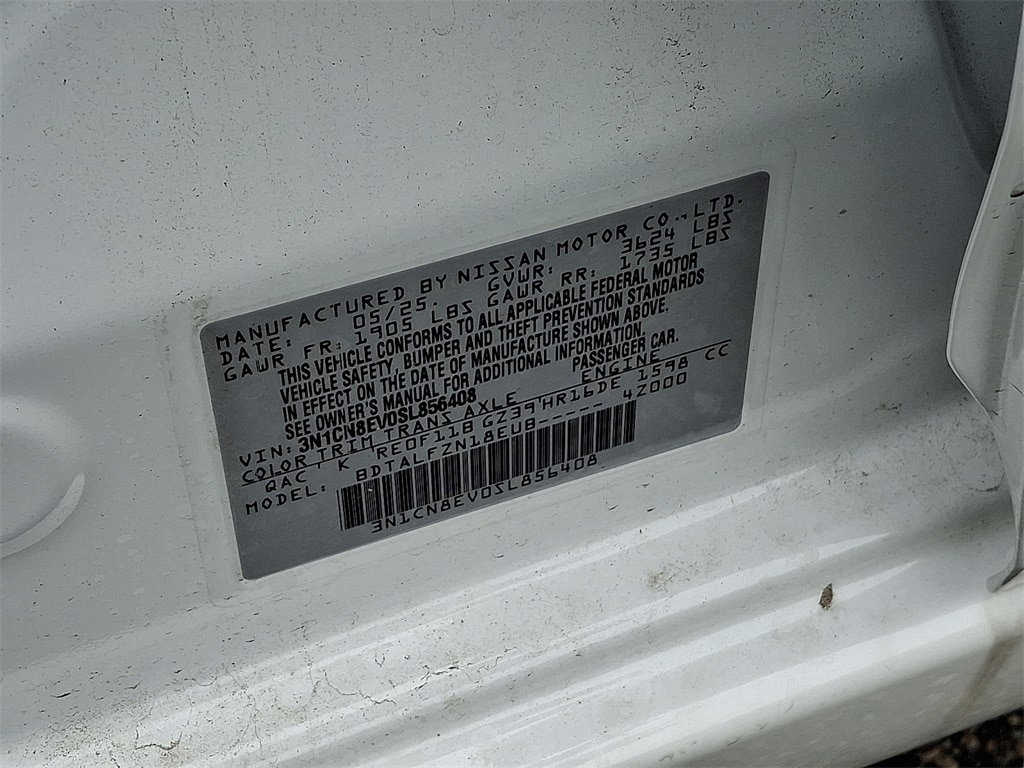 MANUFACTURED BY NISSAN MOTOR CO., LTD.
DATE: 05/25. GVWR: 3624 LBS
GAWR FR: 1905 LBS GAWR RR: 1735 LBS
THIS VEHICLE CONFORMS TO ALL APPLICABLE FEDERAL MOTOR
VEHICLE SAFETY, BUMPER AND THEFT PREVENTION STANDARDS
IN EFFECT ON THE DATE OF MANUFACTURE SHOWN ABOVE.
SEE OWNER'S MANUAL FOR ADDITIONAL INFORMATION.
VIN: 3N1CN8EV0SL856408 PASSENGER CAR.
COLOR TRIM TRANS AXLE ENGINE
QAC , K RE0F11B GZ39 HR16DE 1598 CC
MODEL: BDTALFZN18EUB----- 4Z000
3N1CN8EV0SL856408